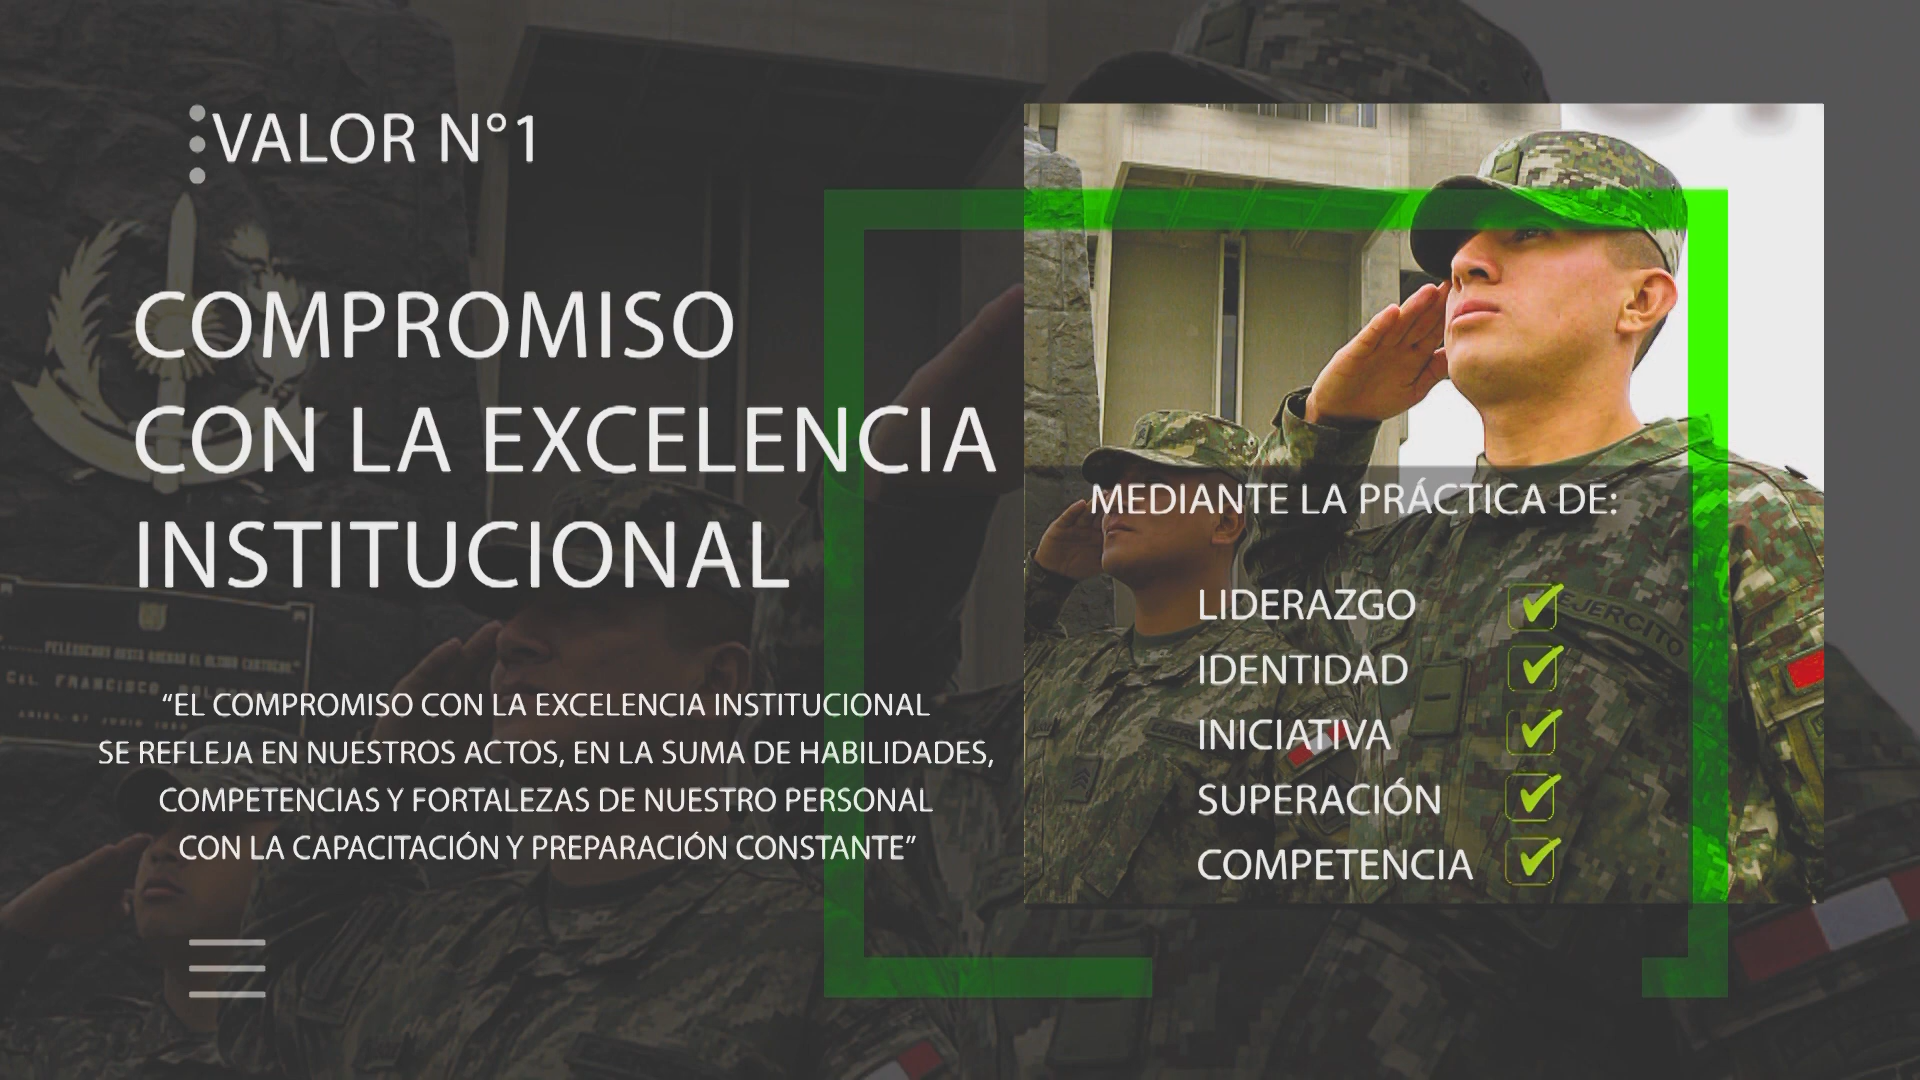 VALOR N°1
COMPROMISO
CON LA EXCELENCIA
INSTITUCIONAL
“EL COMPROMISO CON LA EXCELENCIA INSTITUCIONAL
SE REFLEJA EN NUESTROS ACTOS, EN LA SUMA DE HABILIDADES,
COMPETENCIAS Y FORTALEZAS DE NUESTRO PERSONAL
CON LA CAPACITACIÓN Y PREPARACIÓN CONSTANTE”
MEDIANTE LA PRÁCTICA DE:
LIDERAZGO
IDENTIDAD
INICIATIVA
SUPERACIÓN
COMPETENCIA
EJERCITO
CEL. FRANCISCO